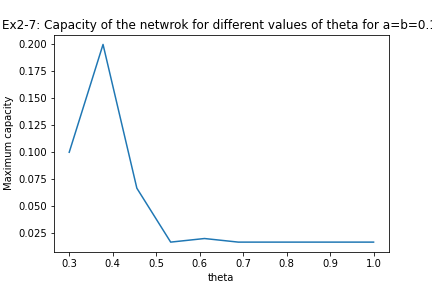 Ex2-7: Capacity of the netwrok for different values of theta for a=b=0.1
0.200
0.175
0.150
0.125
0.100
0.075
0.050
0.025
Maximum capacity
0.3 0.4 0.5 0.6 0.7 0.8 0.9 1.0
theta